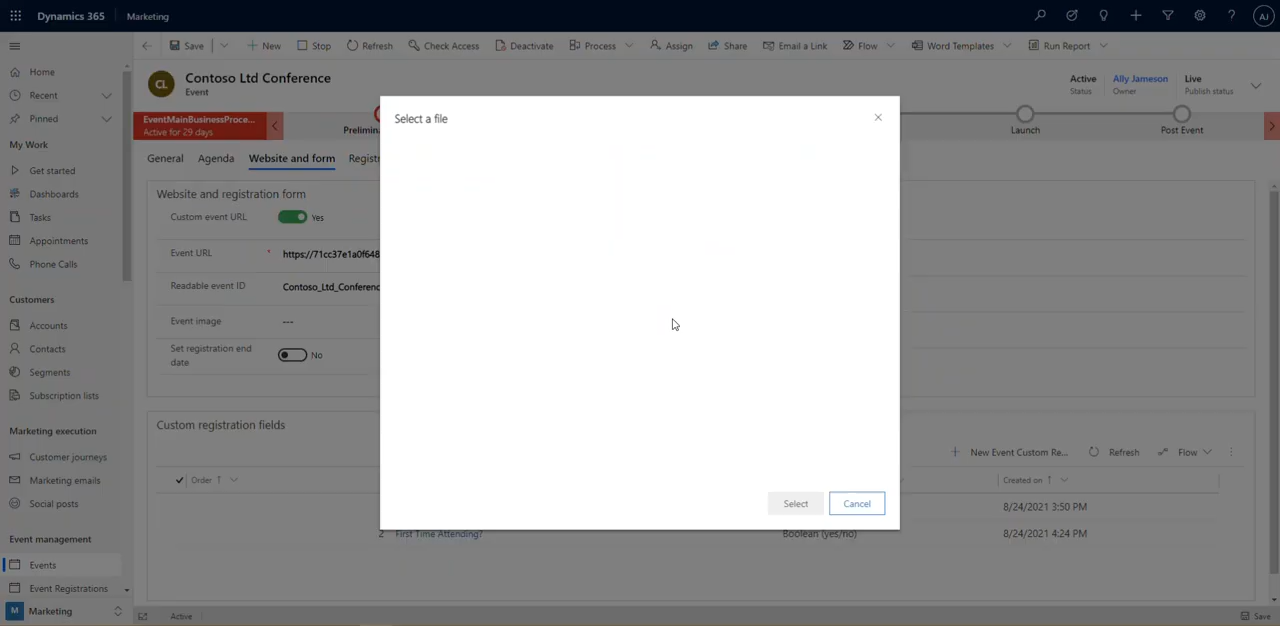 Dynamics 365 Marketing AJ
Save New Stop Refresh Check Access Deactivate Process Assign Share Email a Link Flow Word Templates Run Report
Home
Recent
Pinned
My Work
Get started
Dashboards
Tasks
Appointments
Phone Calls
Customers
Accounts
Contacts
Segments
Subscription lists
Marketing execution
Customer journeys
Marketing emails
Social posts
Event management
Events
Event Registrations
M Marketing
CL Contoso Ltd Conference
Event
Active
Status
Ally Jameson
Owner
Live
Publish status
EventMainBusinessProce...
Active for 29 days
Launch
Post Event
General Agenda Website and form
Website and registration form
Custom event URL Yes
Event URL * https://71cc37e1a0f648
Readable event ID Contoso_Ltd_Conferenc
Event image ---
Set registration end
date
No
Custom registration fields
New Event Custom Re... Refresh Flow
Order Created on
8/24/2021 3:50 PM
2 First Time Attending? Boolean (yes/no) 8/24/2021 4:24 PM
Select a file
Select Cancel
Active Save